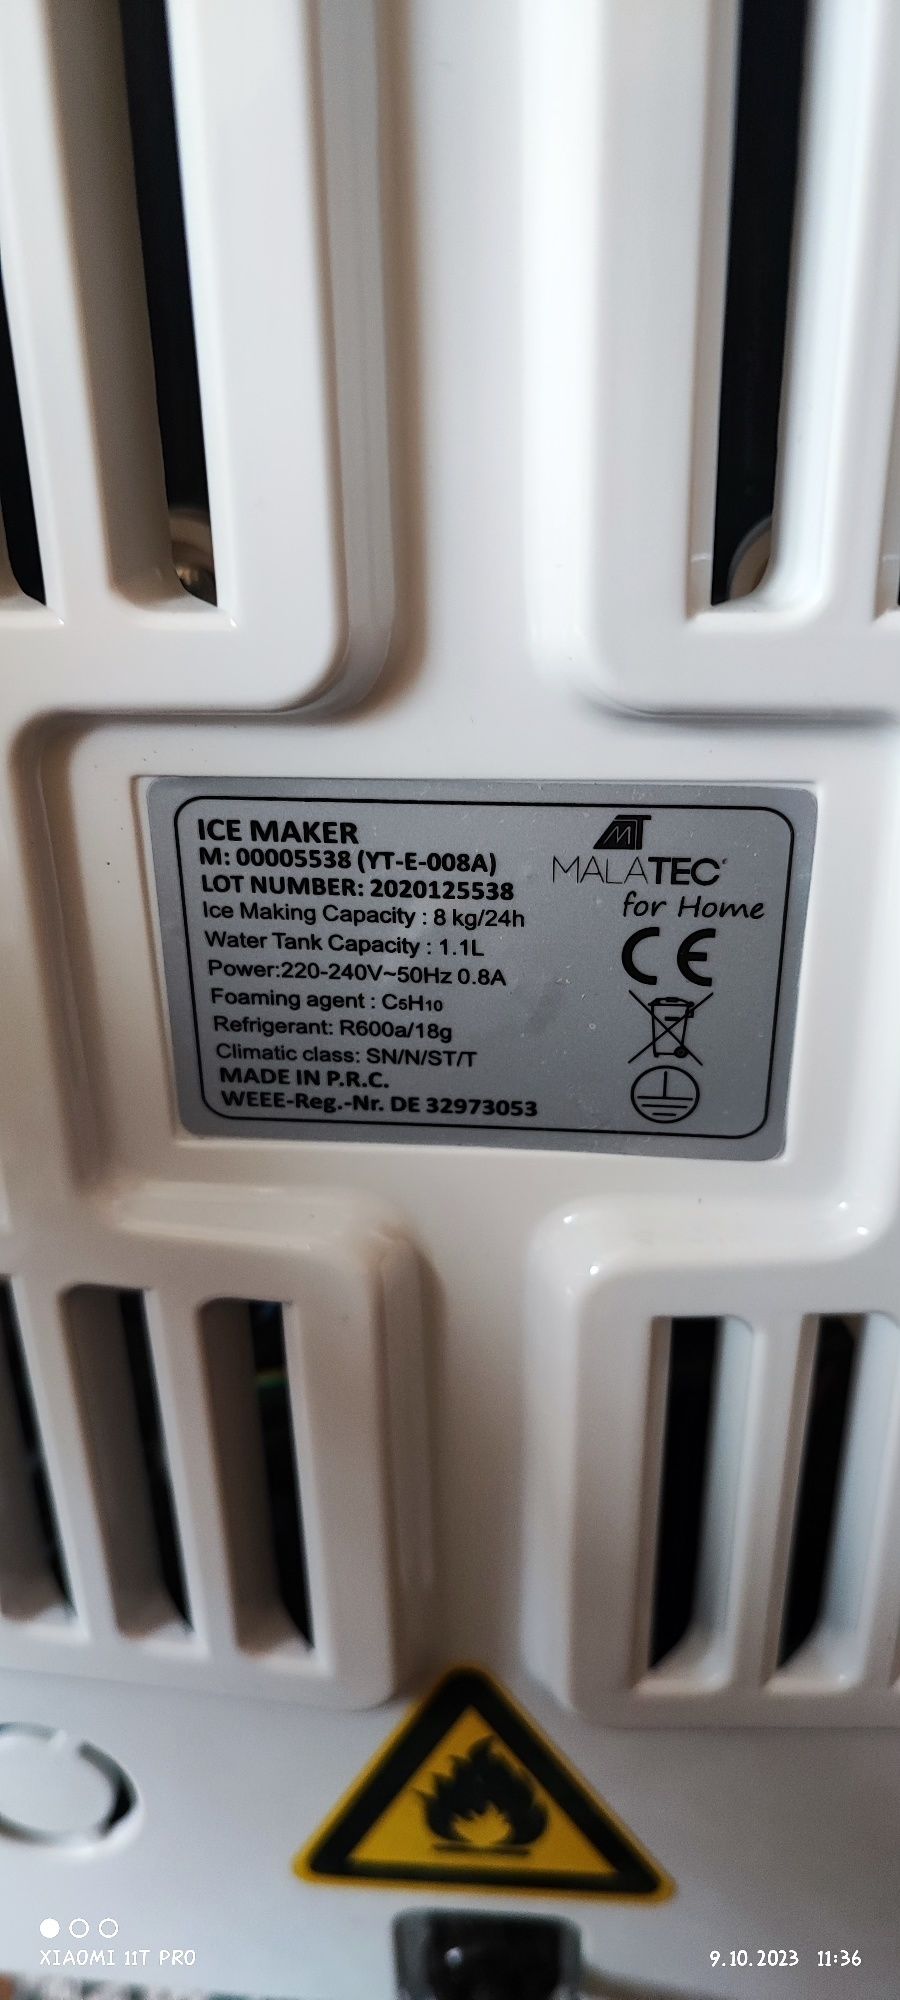 ICE MAKER
M: 00005538 (YT-E-008A)
LOT NUMBER: 2020125538
Ice Making Capacity : 8 kg/24h
Water Tank Capacity : 1.1L
Power:220-240V~50Hz 0.8A
Foaming agent : C₅H₁₀
Refrigerant: R600a/18g
Climatic class: SN/N/ST/T
MADE IN P.R.C.
WEEE-Reg.-Nr. DE 32973053
MT
MALATEC®
for Home
CE
XIAOMI 11T PRO
9.10.2023 11:36